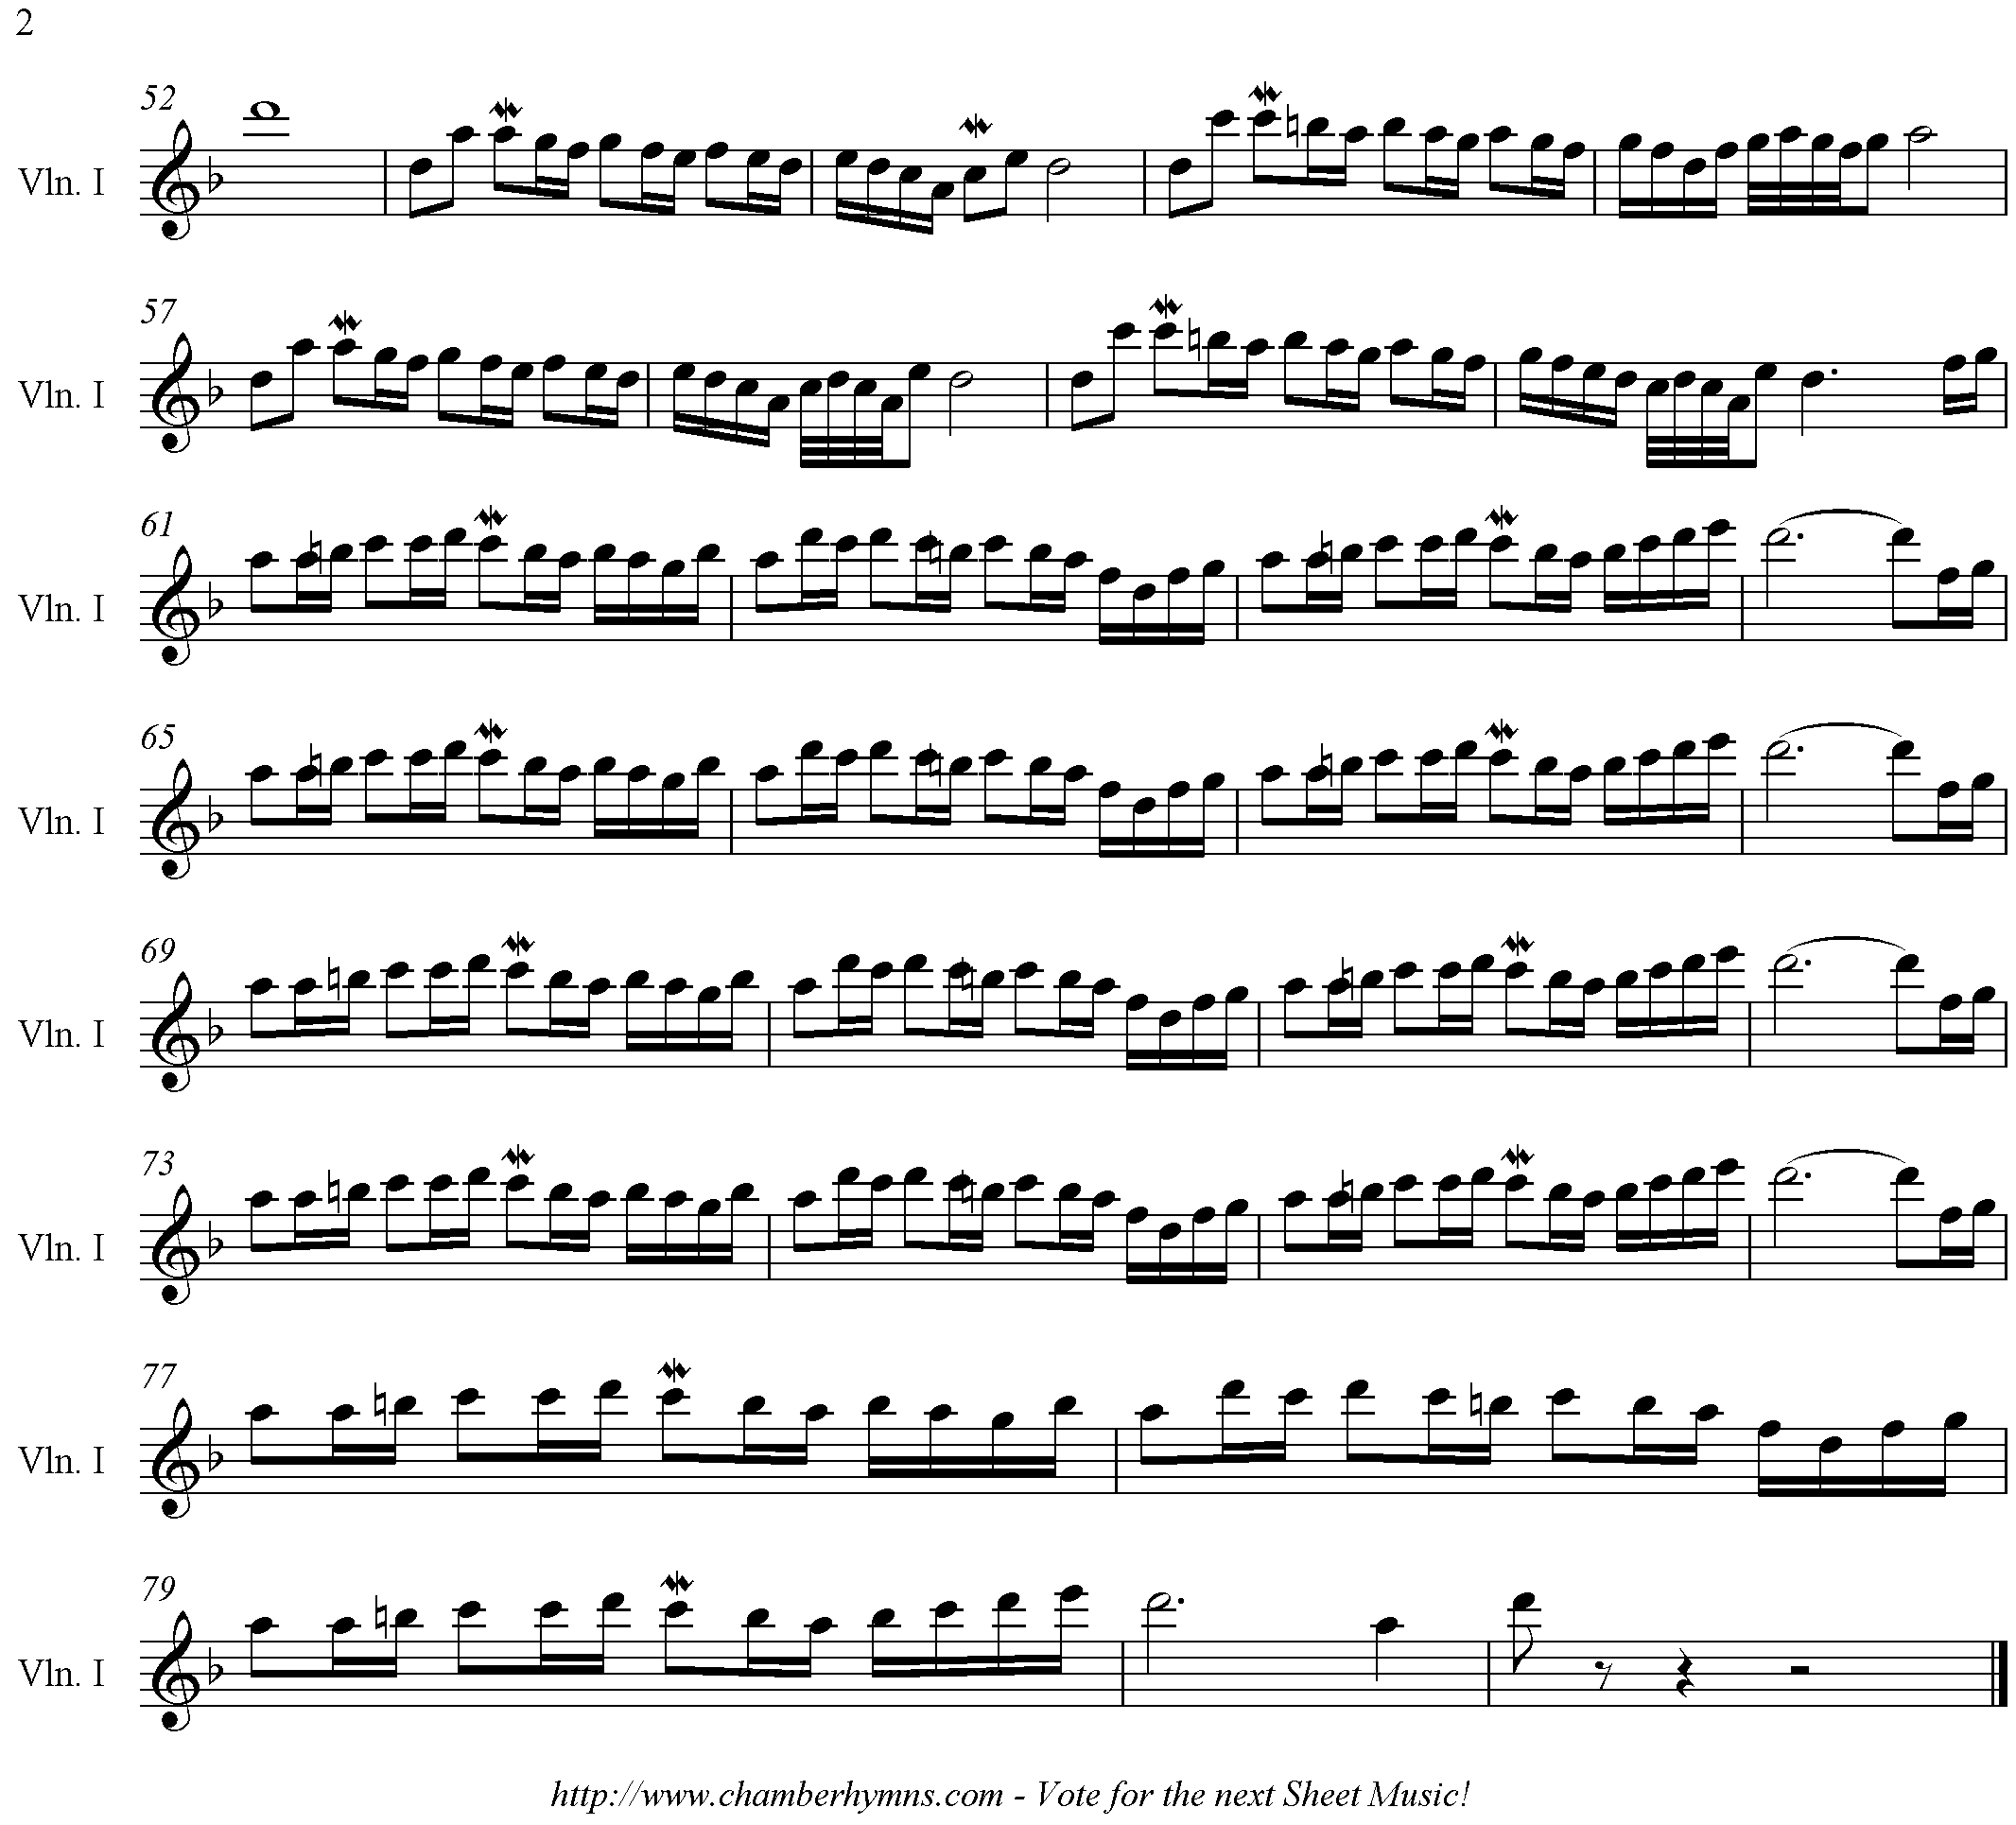 2
52
Vln. I
57
Vln. I
61
Vln. I
65
Vln. I
69
Vln. I
73
Vln. I
77
Vln. I
79
Vln. I
http://www.chamberhymns.com - Vote for the next Sheet Music!